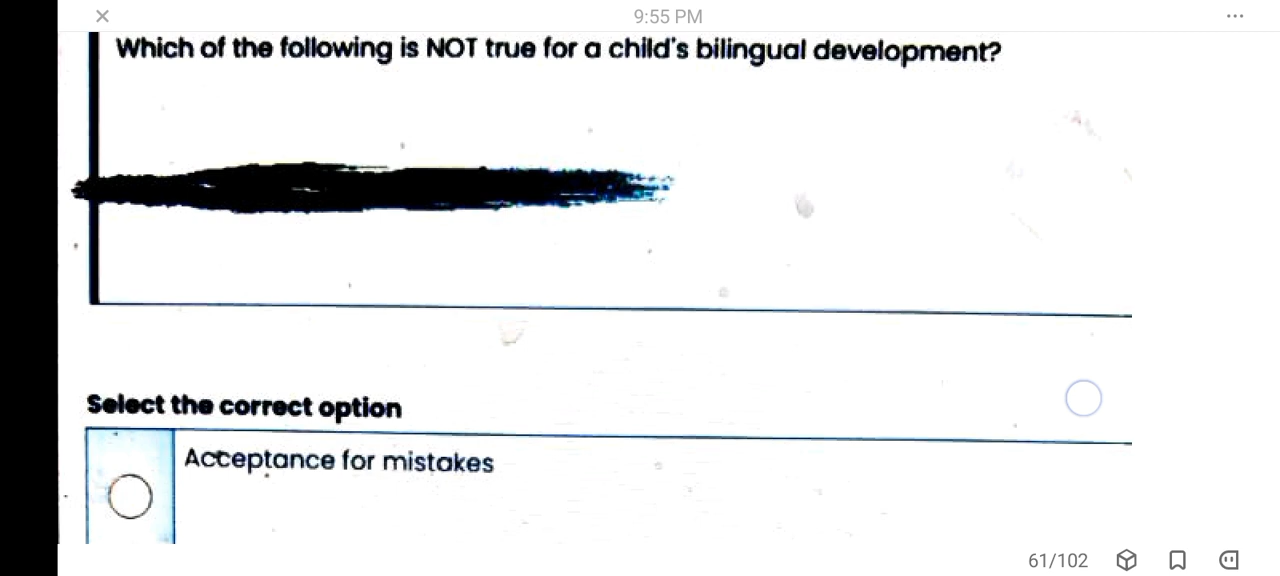 9:55 PM
Which of the following is NOT true for a child's bilingual development?
Select the correct option
Acceptance for mistakes
61/102